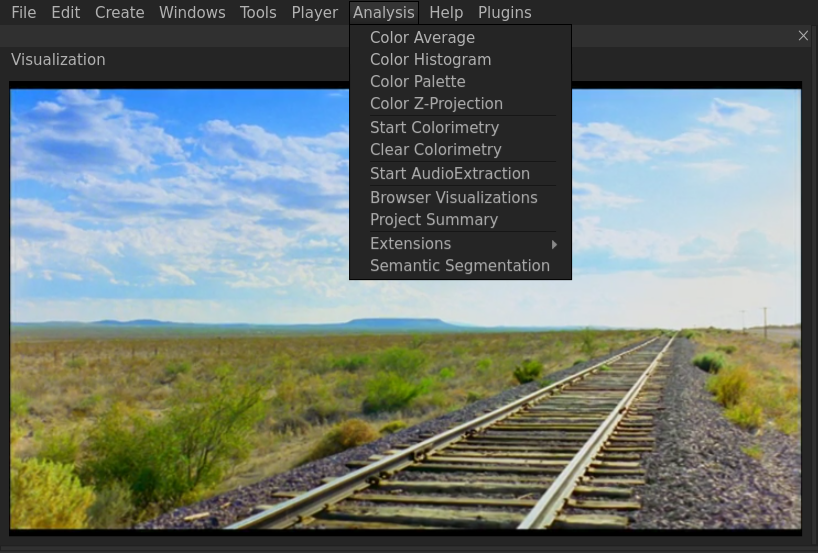 File Edit Create Windows Tools Player Analysis Help Plugins
Visualization
Color Average
Color Histogram
Color Palette
Color Z-Projection
Start Colorimetry
Clear Colorimetry
Start AudioExtraction
Browser Visualizations
Project Summary
Extensions
Semantic Segmentation